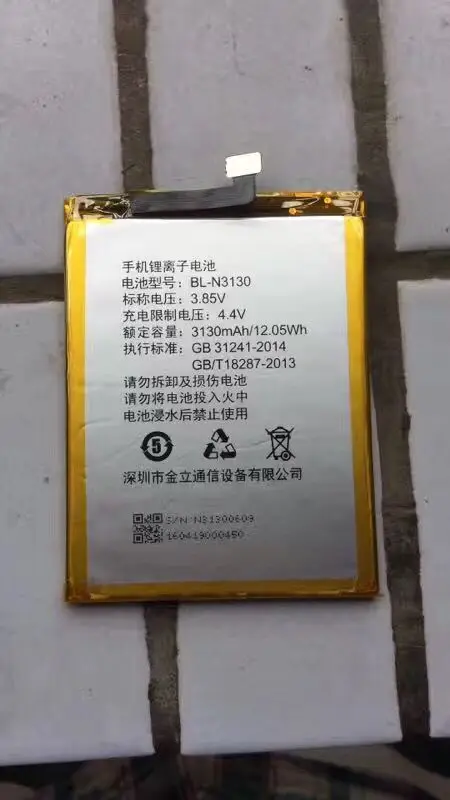 手机锂离子电池
电池型号：BL-N3130
标称电压：3.85V
充电限制电压：4.4V
额定容量：3130mAh/12.05Wh
执行标准：GB 31241-2014
GB/T18287-2013
请勿拆卸及损伤电池
请勿将电池投入火中
电池浸水后禁止使用
5
深圳市金立通信设备有限公司
S/N:N31300609
160419000450